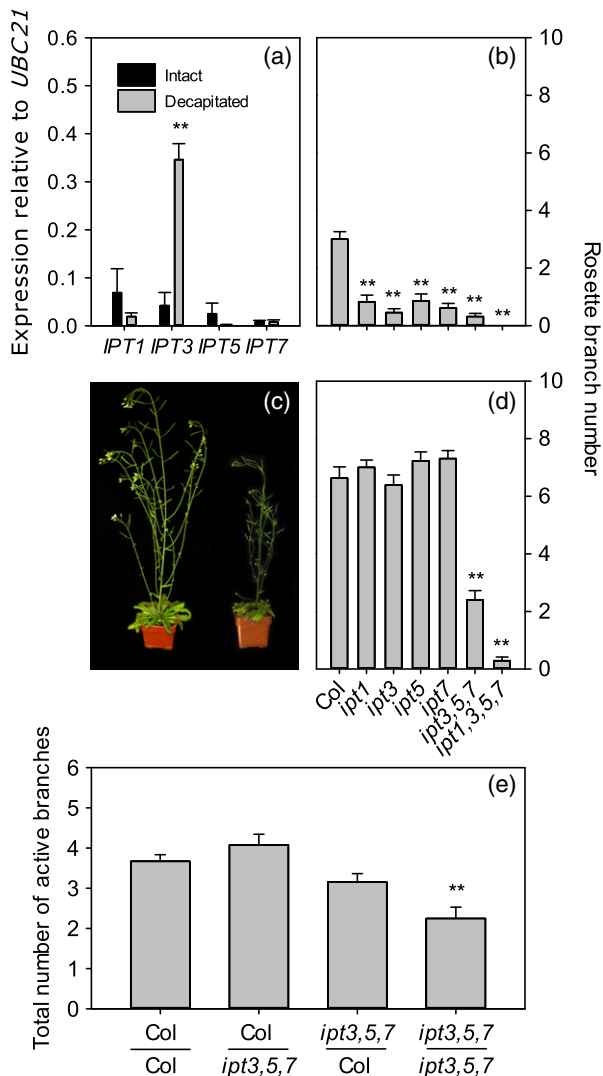 Expression relative to UBC21
0.6
0.5
0.4
0.3
0.2
0.1
0.0
(a)
Intact
Decapitated
**
IPT1 IPT3 IPT5 IPT7
(b)
10
8
6
4
2
0
** ** ** ** ** **
Rosette branch number
(c)
(d)
10
8
6
4
2
0
**
**
Col
ipt1
ipt3
ipt5
ipt7
ipt3,5,7
ipt1,3,5,7
Total number of active branches
6
5
4
3
2
1
0
(e)
**
Col Col ipt3,5,7 ipt3,5,7
Col ipt3,5,7 Col ipt3,5,7